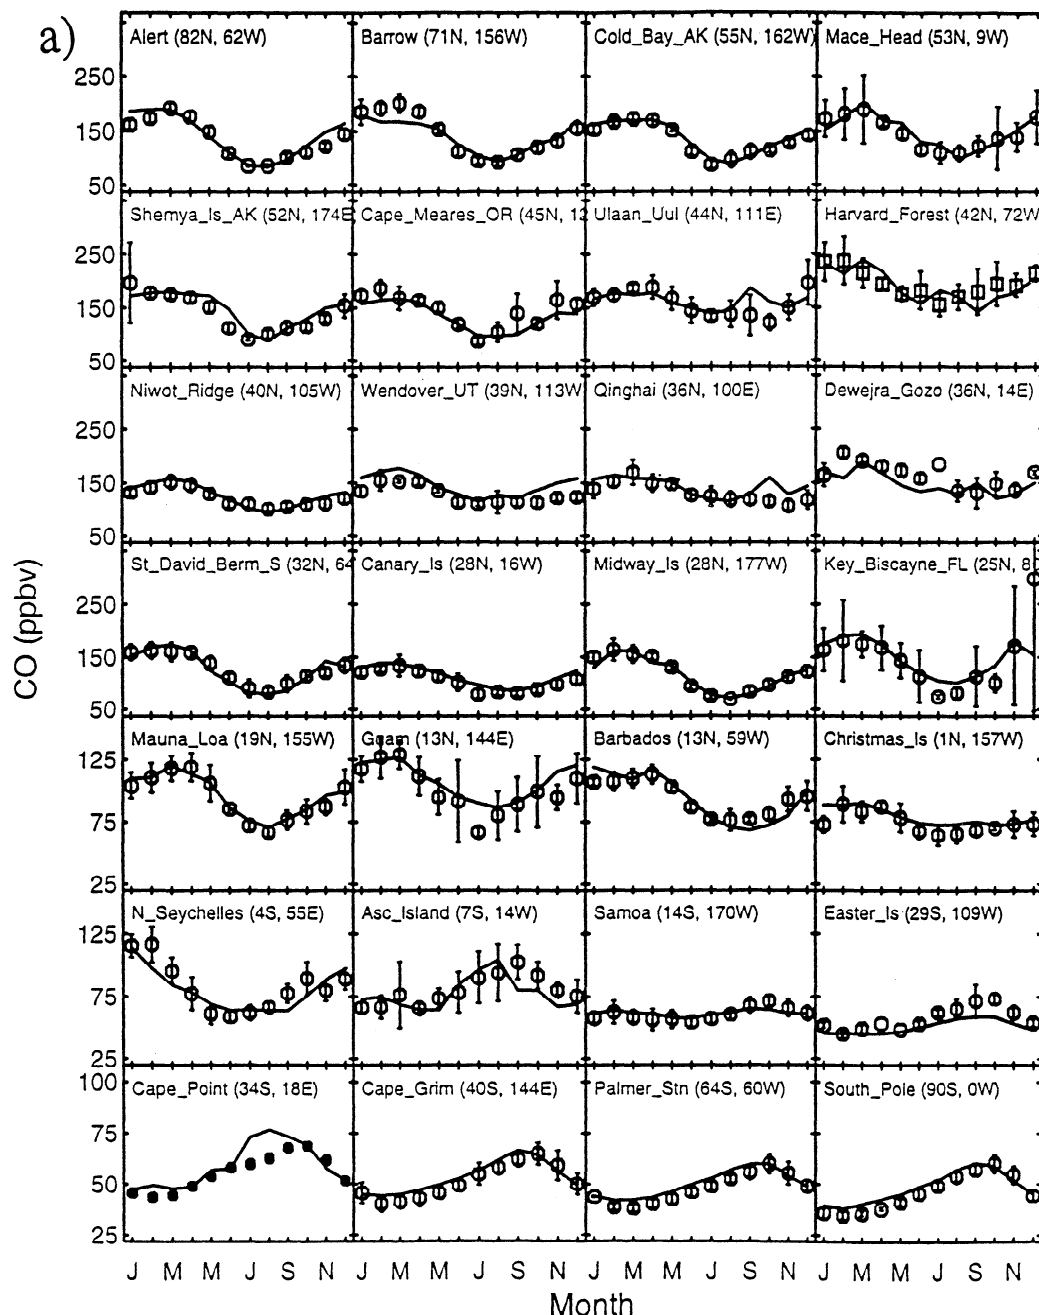 a)
Alert (82N, 62W) Barrow (71N, 156W) Cold_Bay_AK (55N, 162W) Mace_Head (53N, 9W)
250
150
50
Shemya_Is_AK (52N, 174E Cape_Meares_OR (45N, 12 Ulaan_Uul (44N, 111E) Harvard_Forest (42N, 72W
250
150
50
Niwot_Ridge (40N, 105W) Wendover_UT (39N, 113W Qinghai (36N, 100E) Dewejra_Gozo (36N, 14E)
250
150
50
St_David_Berm_S (32N, 64 Canary_Is (28N, 16W) Midway_Is (28N, 177W) Key_Biscayne_FL (25N, 80
250
150
50
Mauna_Loa (19N, 155W) Guam (13N, 144E) Barbados (13N, 59W) Christmas_Is (1N, 157W)
125
75
25
N_Seychelles (4S, 55E) Asc_Island (7S, 14W) Samoa (14S, 170W) Easter_Is (29S, 109W)
125
75
25
Cape_Point (34S, 18E) Cape_Grim (40S, 144E) Palmer_Stn (64S, 60W) South_Pole (90S, 0W)
100
75
50
25
J M M J S N J M M J S N J M M J S N J M M J S N
Month
CO (ppbv)